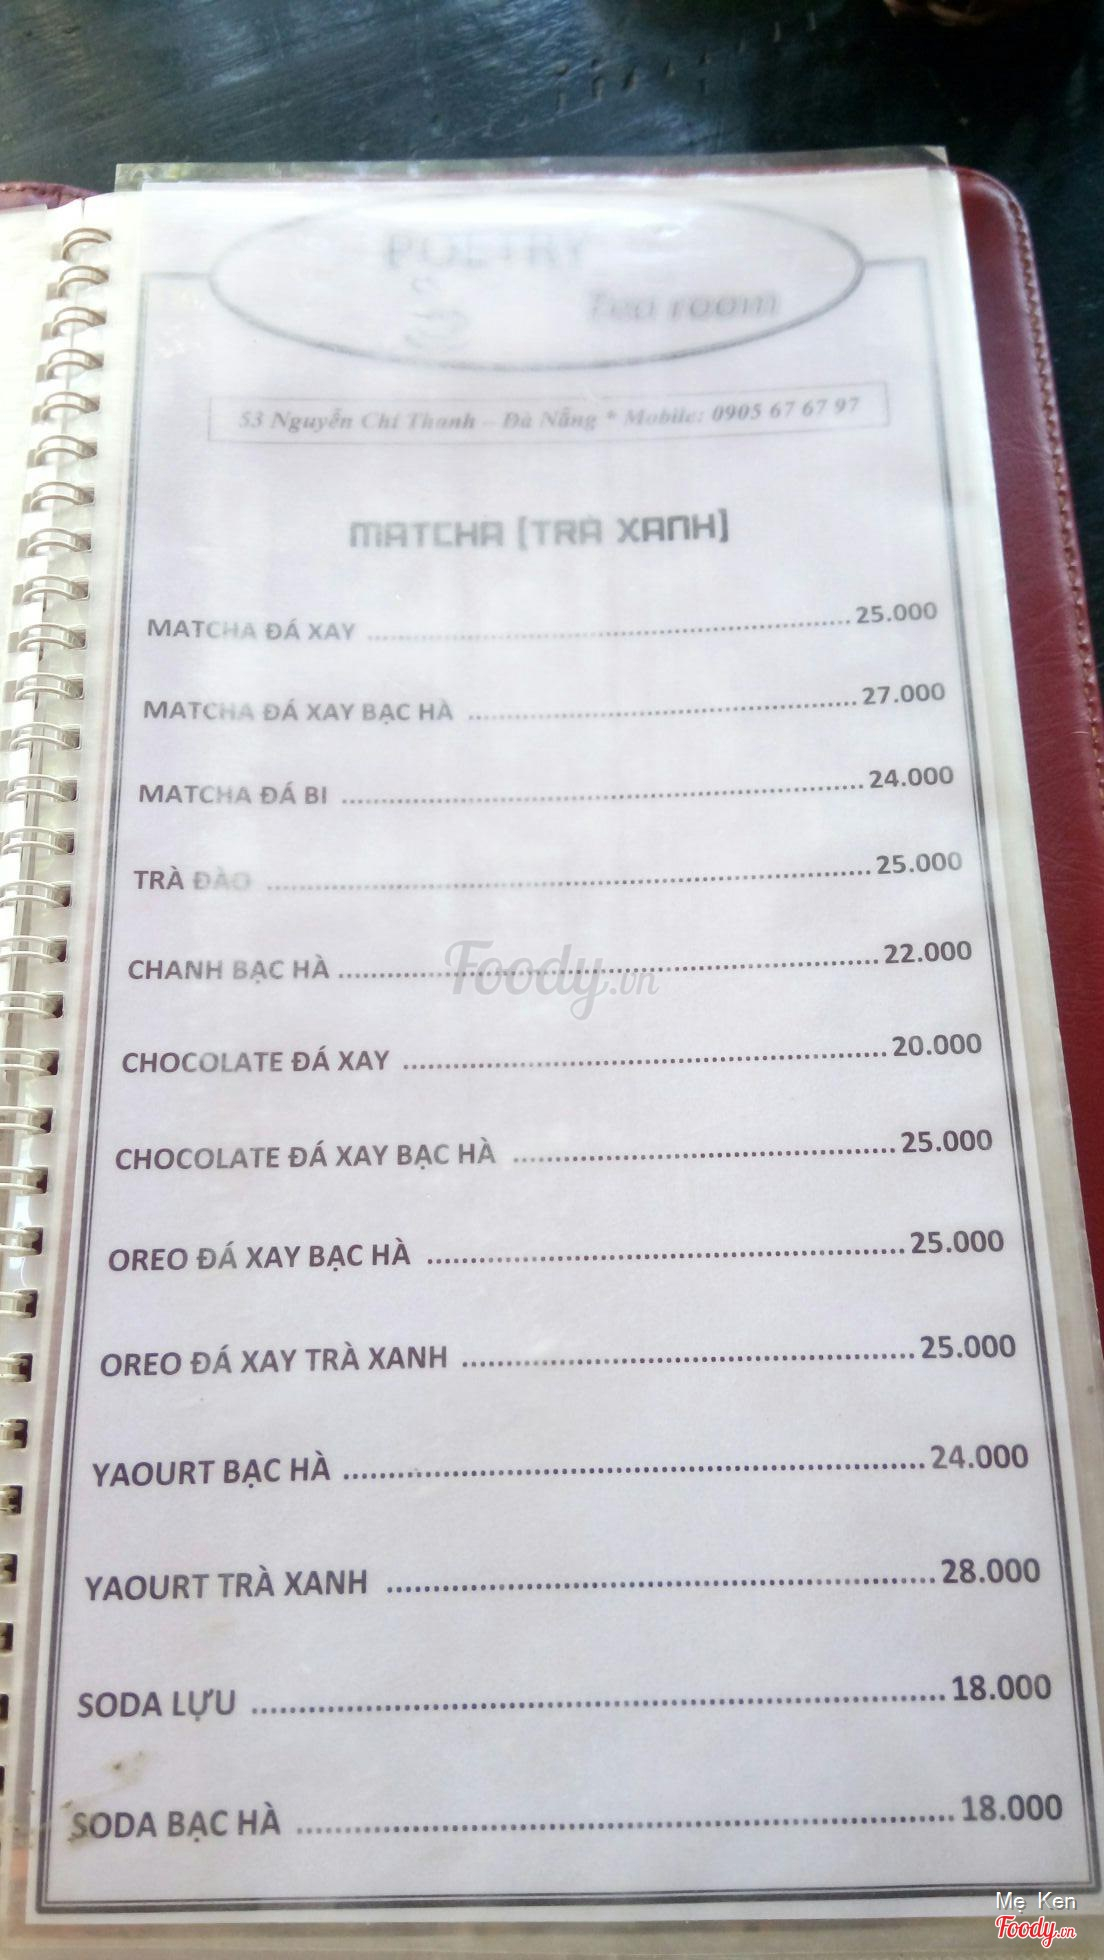 POETRY
Tea room
53 Nguyễn Chí Thanh – Đà Nẵng * Mobile: 0905 67 67 97
MATCHA [TRÀ XANH]
MATCHA ĐÁ XAY ........ 25.000
MATCHA ĐÁ XAY BẠC HÀ ........ 27.000
MATCHA ĐÁ BI ........ 24.000
TRÀ ĐÀO ........ 25.000
CHANH BẠC HÀ ........ 22.000
Foody.vn
CHOCOLATE ĐÁ XAY ........ 20.000
CHOCOLATE ĐÁ XAY BẠC HÀ ........ 25.000
OREO ĐÁ XAY BẠC HÀ ........ 25.000
OREO ĐÁ XAY TRÀ XANH ........ 25.000
YAOURT BẠC HÀ ........ 24.000
YAOURT TRÀ XANH ........ 28.000
SODA LỰU ........ 18.000
SODA BẠC HÀ ........ 18.000
Mẹ Ken
Foody.vn